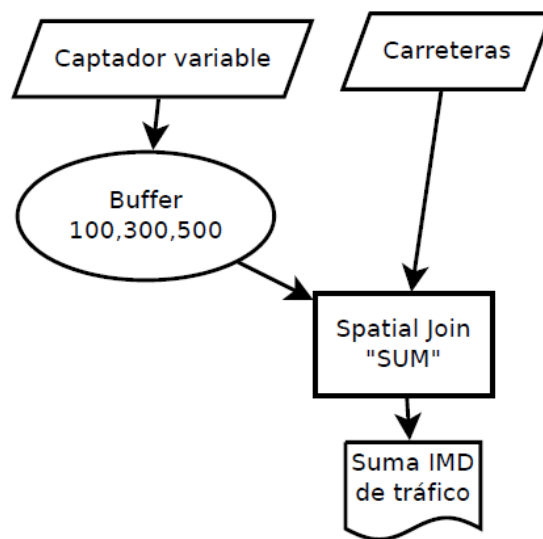 Captador variable
Carreteras
Buffer
100,300,500
Spatial Join
"SUM"
Suma IMD
de tráfico